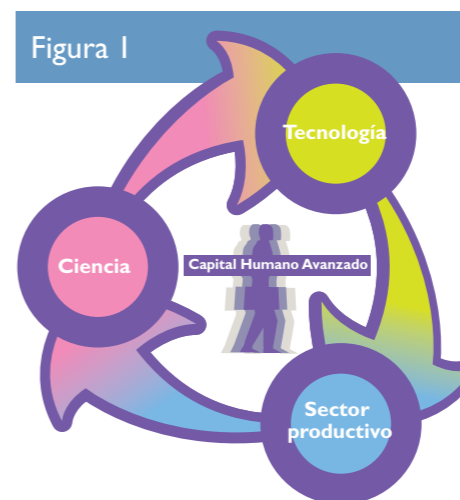 Figura 1
Tecnología
Ciencia
Capital Humano Avanzado
Sector
productivo